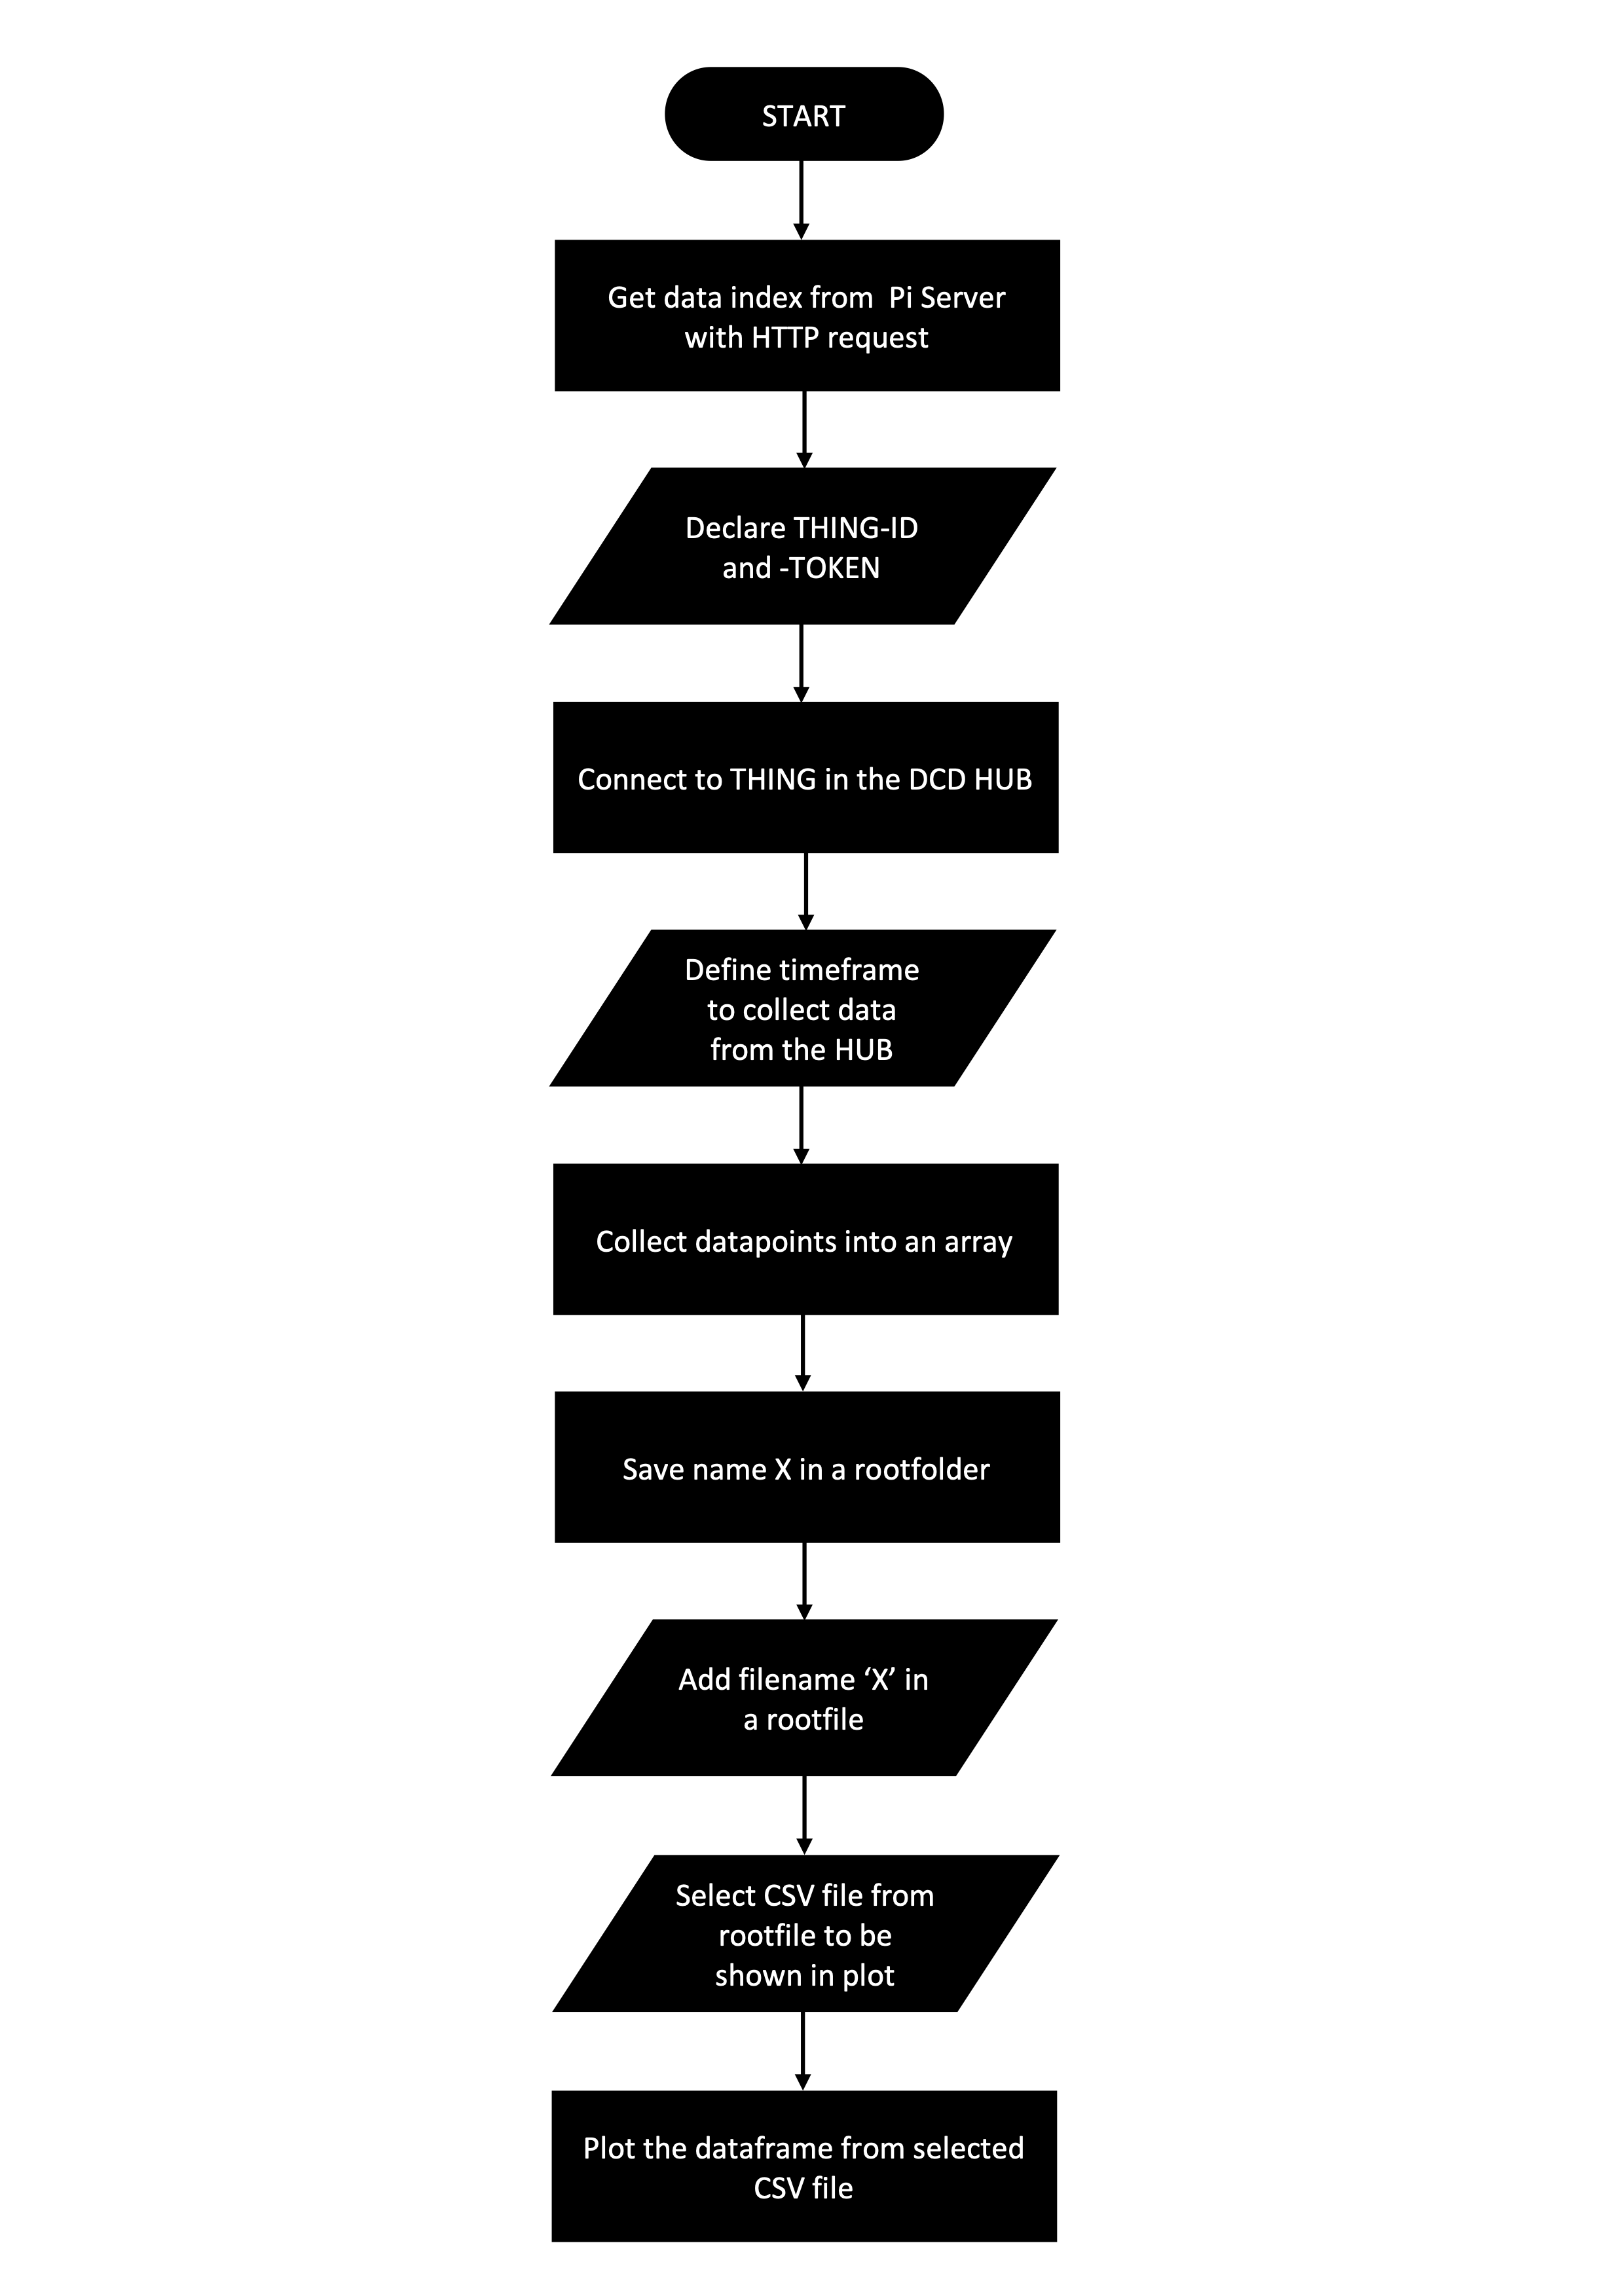 START
Get data index from  Pi Server
with HTTP request
Declare THING-ID
and -TOKEN
Connect to THING in the DCD HUB
Define timeframe
to collect data
from the HUB
Collect datapoints into an array
Save name X in a rootfolder
Add filename ‘X’ in
a rootfile
Select CSV file from
rootfile to be
shown in plot
Plot the dataframe from selected
CSV file